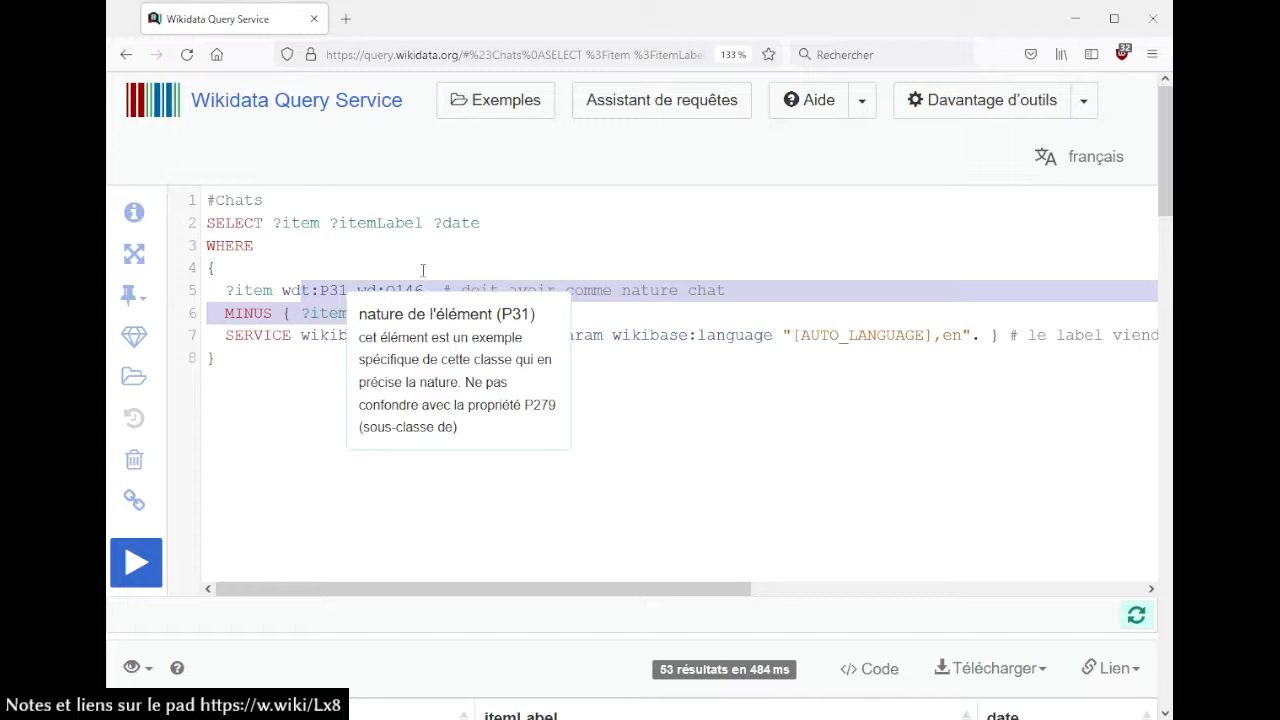 Wikidata Query Service
https://query.wikidata.org/#%23Chats%0ASELECT %3Fitem %3FitemLabel
133 %
Rechercher
32
Wikidata Query Service
Exemples
Assistant de requêtes
Aide
Davantage d'outils
français
1 #Chats
2 SELECT ?item ?itemLabel ?date
3 WHERE
4 {
5 ?item wdt:P31 wd:Q146. # doit avoir comme nature chat
6 MINUS { ?item
7 SERVICE wikib ram wikibase:language "[AUTO_LANGUAGE],en". } # le label viend
8 }
nature de l'élément (P31)
cet élément est un exemple
spécifique de cette classe qui en
précise la nature. Ne pas
confondre avec la propriété P279
(sous-classe de)
53 résultats en 484 ms
</> Code
Télécharger
Lien
itemLabel
date
Notes et liens sur le pad https://w.wiki/Lx8